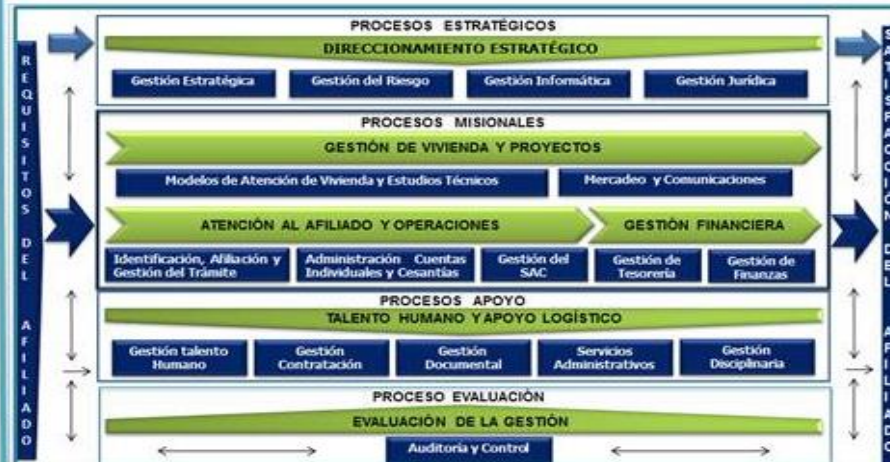 PROCESOS ESTRATÉGICOS
DIRECCIONAMIENTO ESTRATÉGICO
Gestión Estratégica
Gestión del Riesgo
Gestión Informática
Gestión Jurídica
REQUISITOS DEL AFILIADO
PROCESOS MISIONALES
GESTIÓN DE VIVIENDA Y PROYECTOS
Modelos de Atención de Vivienda y Estudios Técnicos
Mercadeo y Comunicaciones
ATENCIÓN AL AFILIADO Y OPERACIONES
GESTIÓN FINANCIERA
Identificación, Afiliación y
Gestión del Trámite
Administración Cuentas
Individuales y Cesantías
Gestión del
SAC
Gestión de
Tesorería
Gestión de
Finanzas
PROCESOS APOYO
TALENTO HUMANO Y APOYO LOGÍSTICO
Gestión talento
Humano
Gestión
Contratación
Gestión
Documental
Servicios
Administrativos
Gestión
Disciplinaria
PROCESO EVALUACIÓN
EVALUACIÓN DE LA GESTIÓN
Auditoria y Control